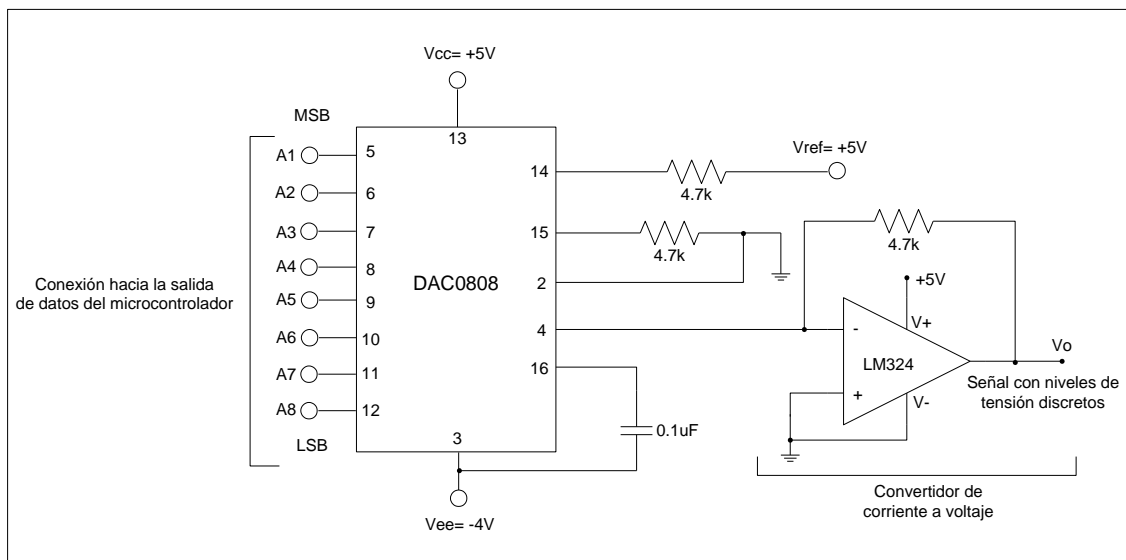 Vcc= +5V
MSB
13
A1
5
A2
6
A3
7
A4
8
A5
9
A6
10
A7
11
A8
12
LSB
3
DAC0808
14
15
2
4
16
Conexión hacia la salida
de datos del microcontrolador
Vref= +5V
4.7k
4.7k
4.7k
+5V
V+
-
LM324
+
V-
Vo
Señal con niveles de
tensión discretos
0.1uF
Vee= -4V
Convertidor de
corriente a voltaje